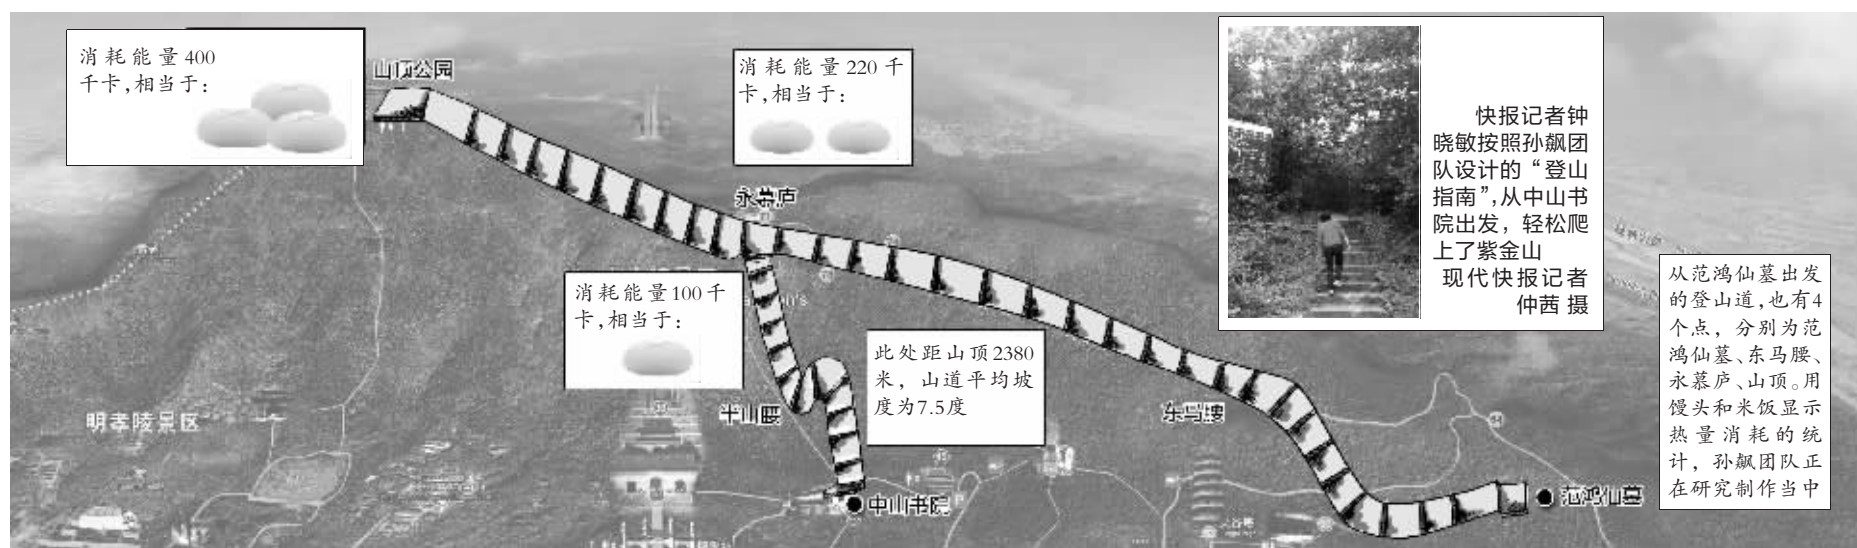 消耗能量400
千卡,相当于:
山顶公园
消耗能量220千
卡,相当于:
永慕庐
消耗能量100千
卡,相当于:
半山腰
此处距山顶2380
米，山道平均坡
度为7.5度
明孝陵景区
中山书院
东马腰
范鸿仙墓
快报记者钟
晓敏按照孙飙团
队设计的“登山
指南”,从中山书
院出发，轻松爬
上了紫金山
现代快报记者
仲茜 摄
从范鸿仙墓出发
的登山道,也有4
个点，分别为范
鸿仙墓、东马腰、
永慕庐、山顶。用
馒头和米饭显示
热量消耗的统
计，孙飙团队正
在研究制作当中